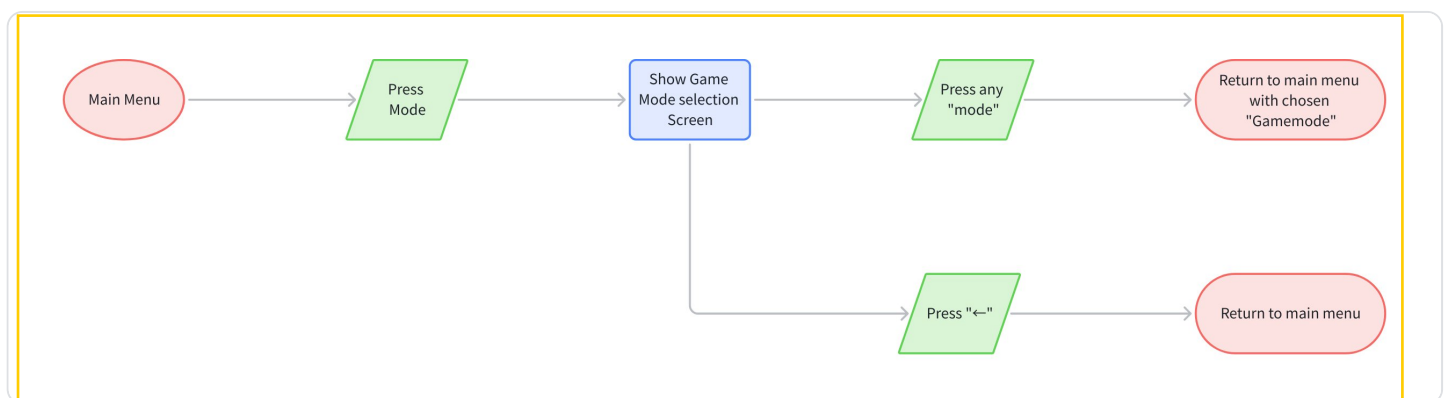 Main Menu
Press
Mode
Show Game
Mode selection
Screen
Press any
"mode"
Return to main menu
with chosen
"Gamemode"
Press "←"
Return to main menu